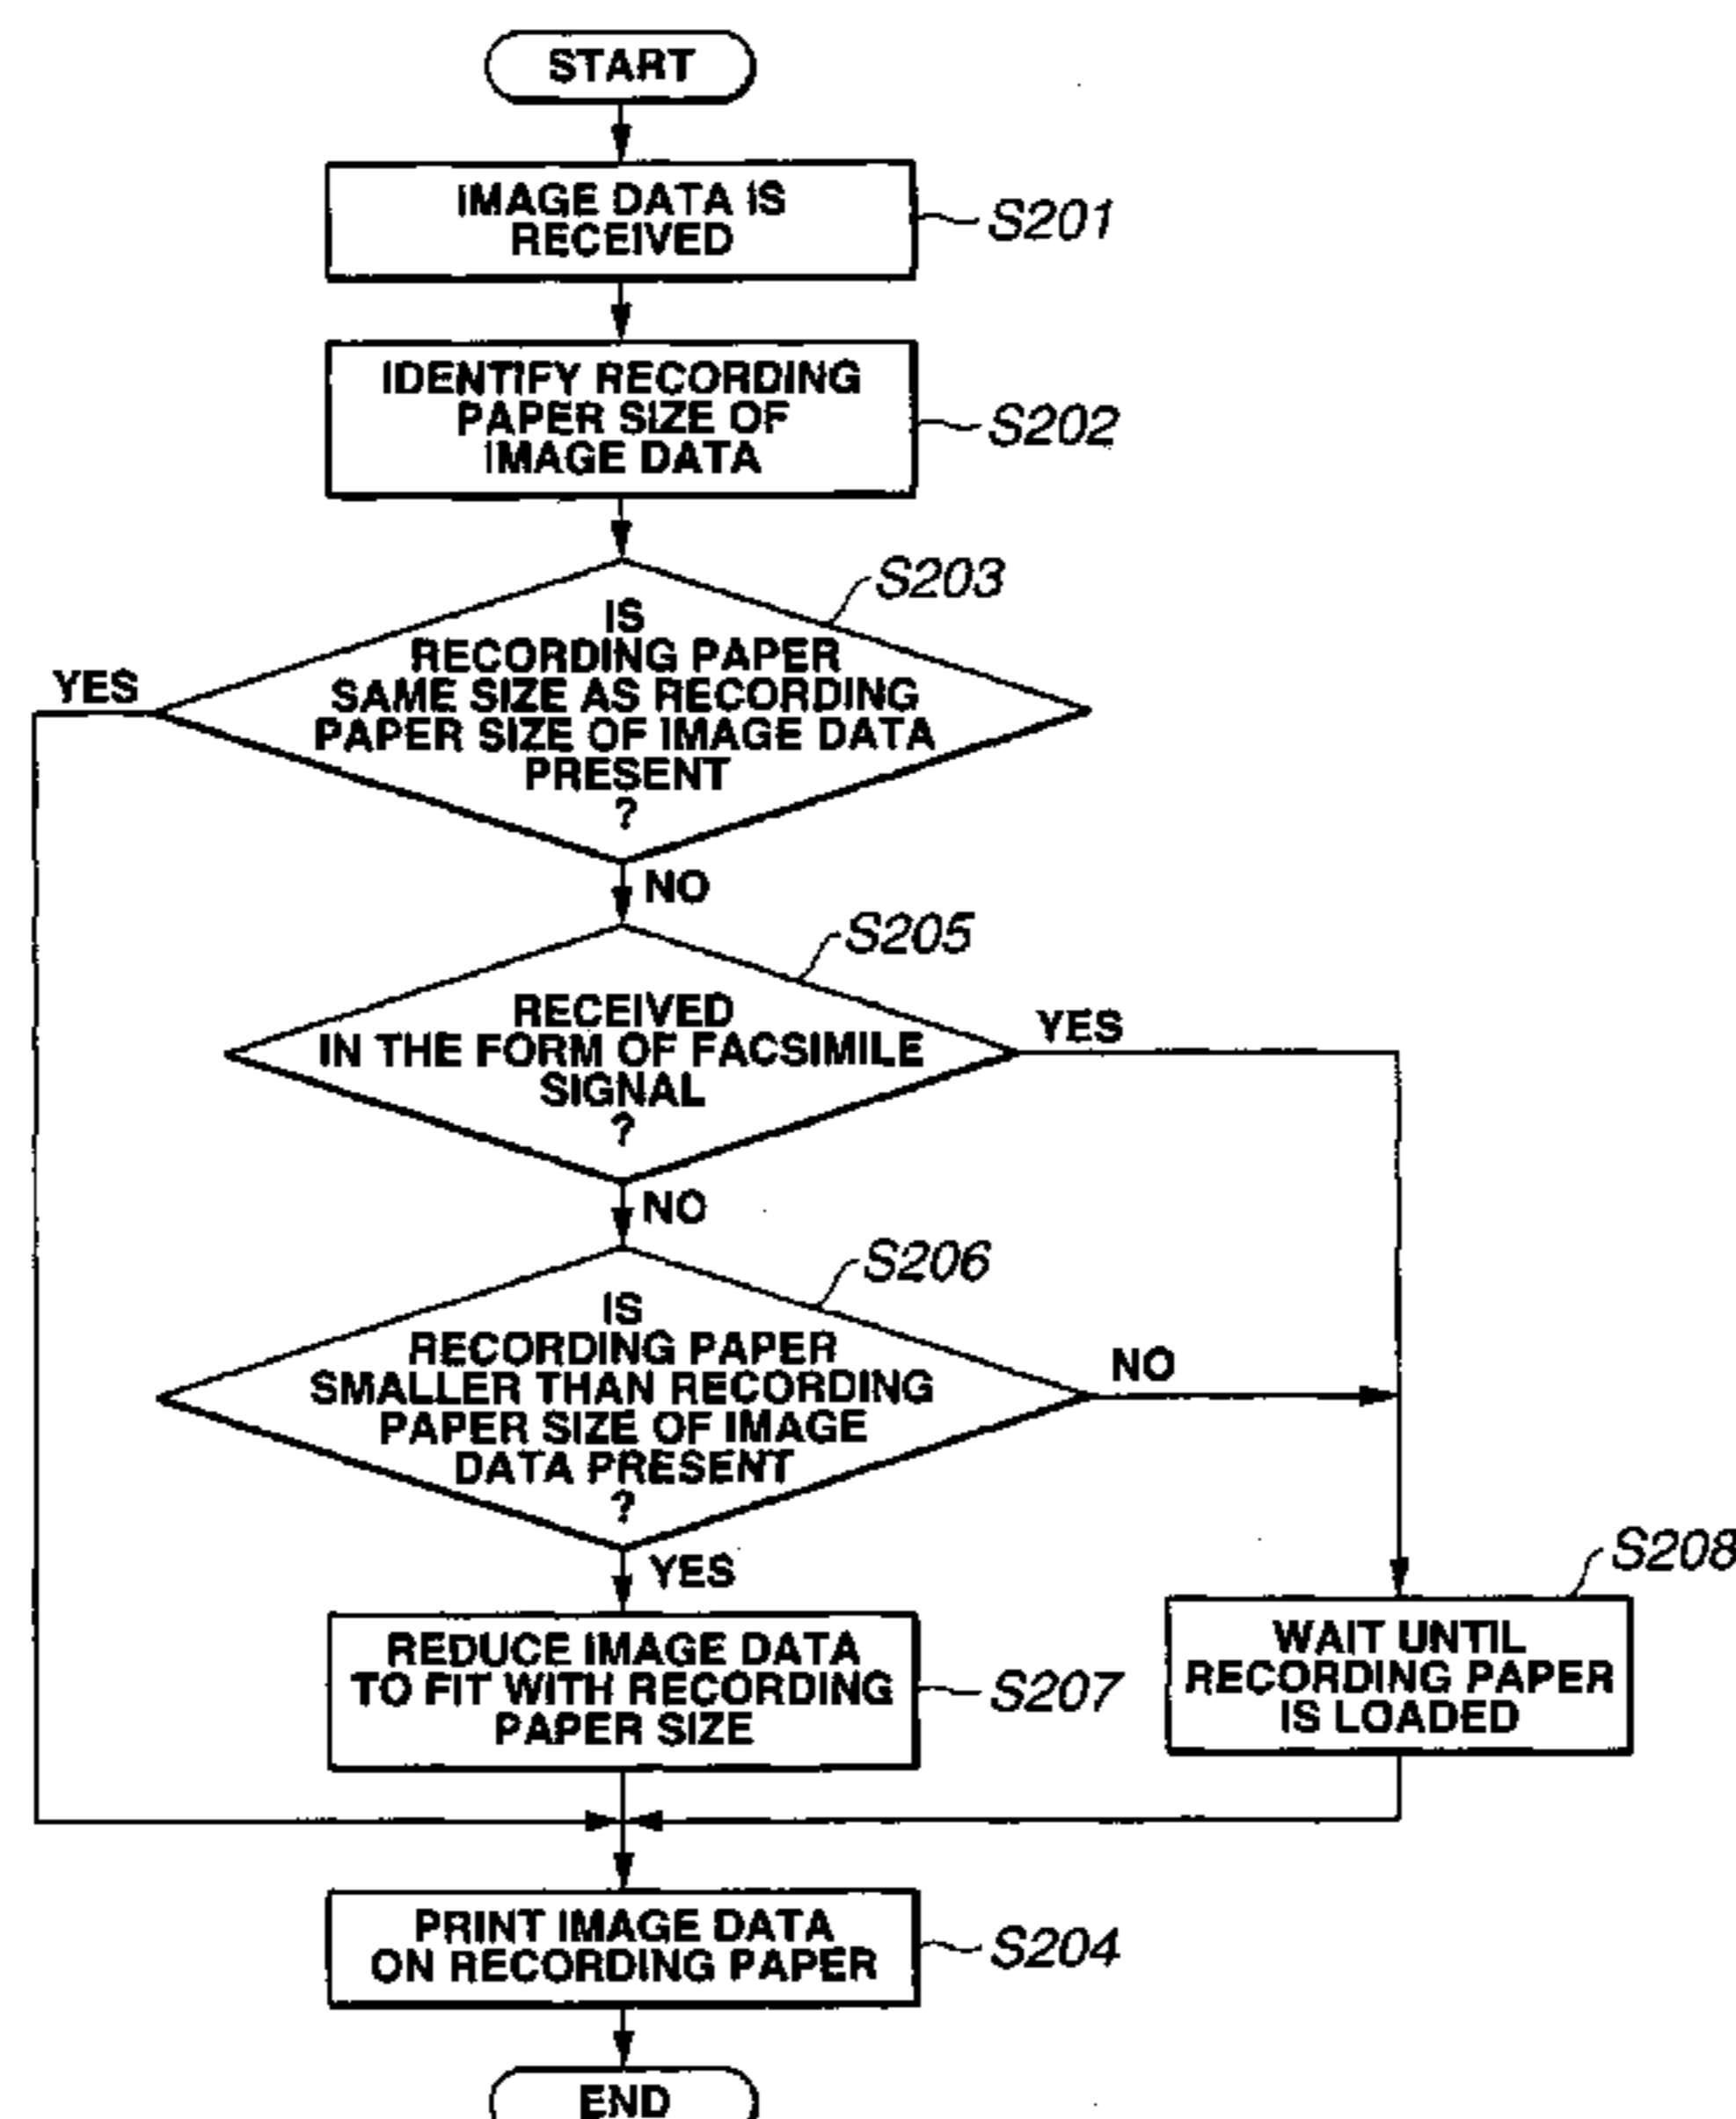 START
IMAGE DATA IS
RECEIVED
S201
IDENTIFY RECORDING
PAPER SIZE OF
IMAGE DATA
S202
S203
IS
RECORDING PAPER
SAME SIZE AS RECORDING
PAPER SIZE OF IMAGE DATA
PRESENT
?
YES
NO
S205
RECEIVED
IN THE FORM OF FACSIMILE
SIGNAL
?
YES
NO
S206
IS
RECORDING PAPER
SMALLER THAN RECORDING
PAPER SIZE OF IMAGE
DATA PRESENT
?
NO
YES
S208
REDUCE IMAGE DATA
TO FIT WITH RECORDING
PAPER SIZE
S207
WAIT UNTIL
RECORDING PAPER
IS LOADED
PRINT IMAGE DATA
ON RECORDING PAPER
S204
END